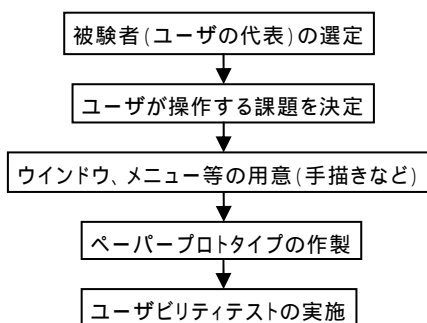 被験者(ユーザの代表)の選定
ユーザが操作する課題を決定
ウインドウ、メニュー等の用意(手描きなど)
ペーパープロトタイプの作製
ユーザビリティテストの実施